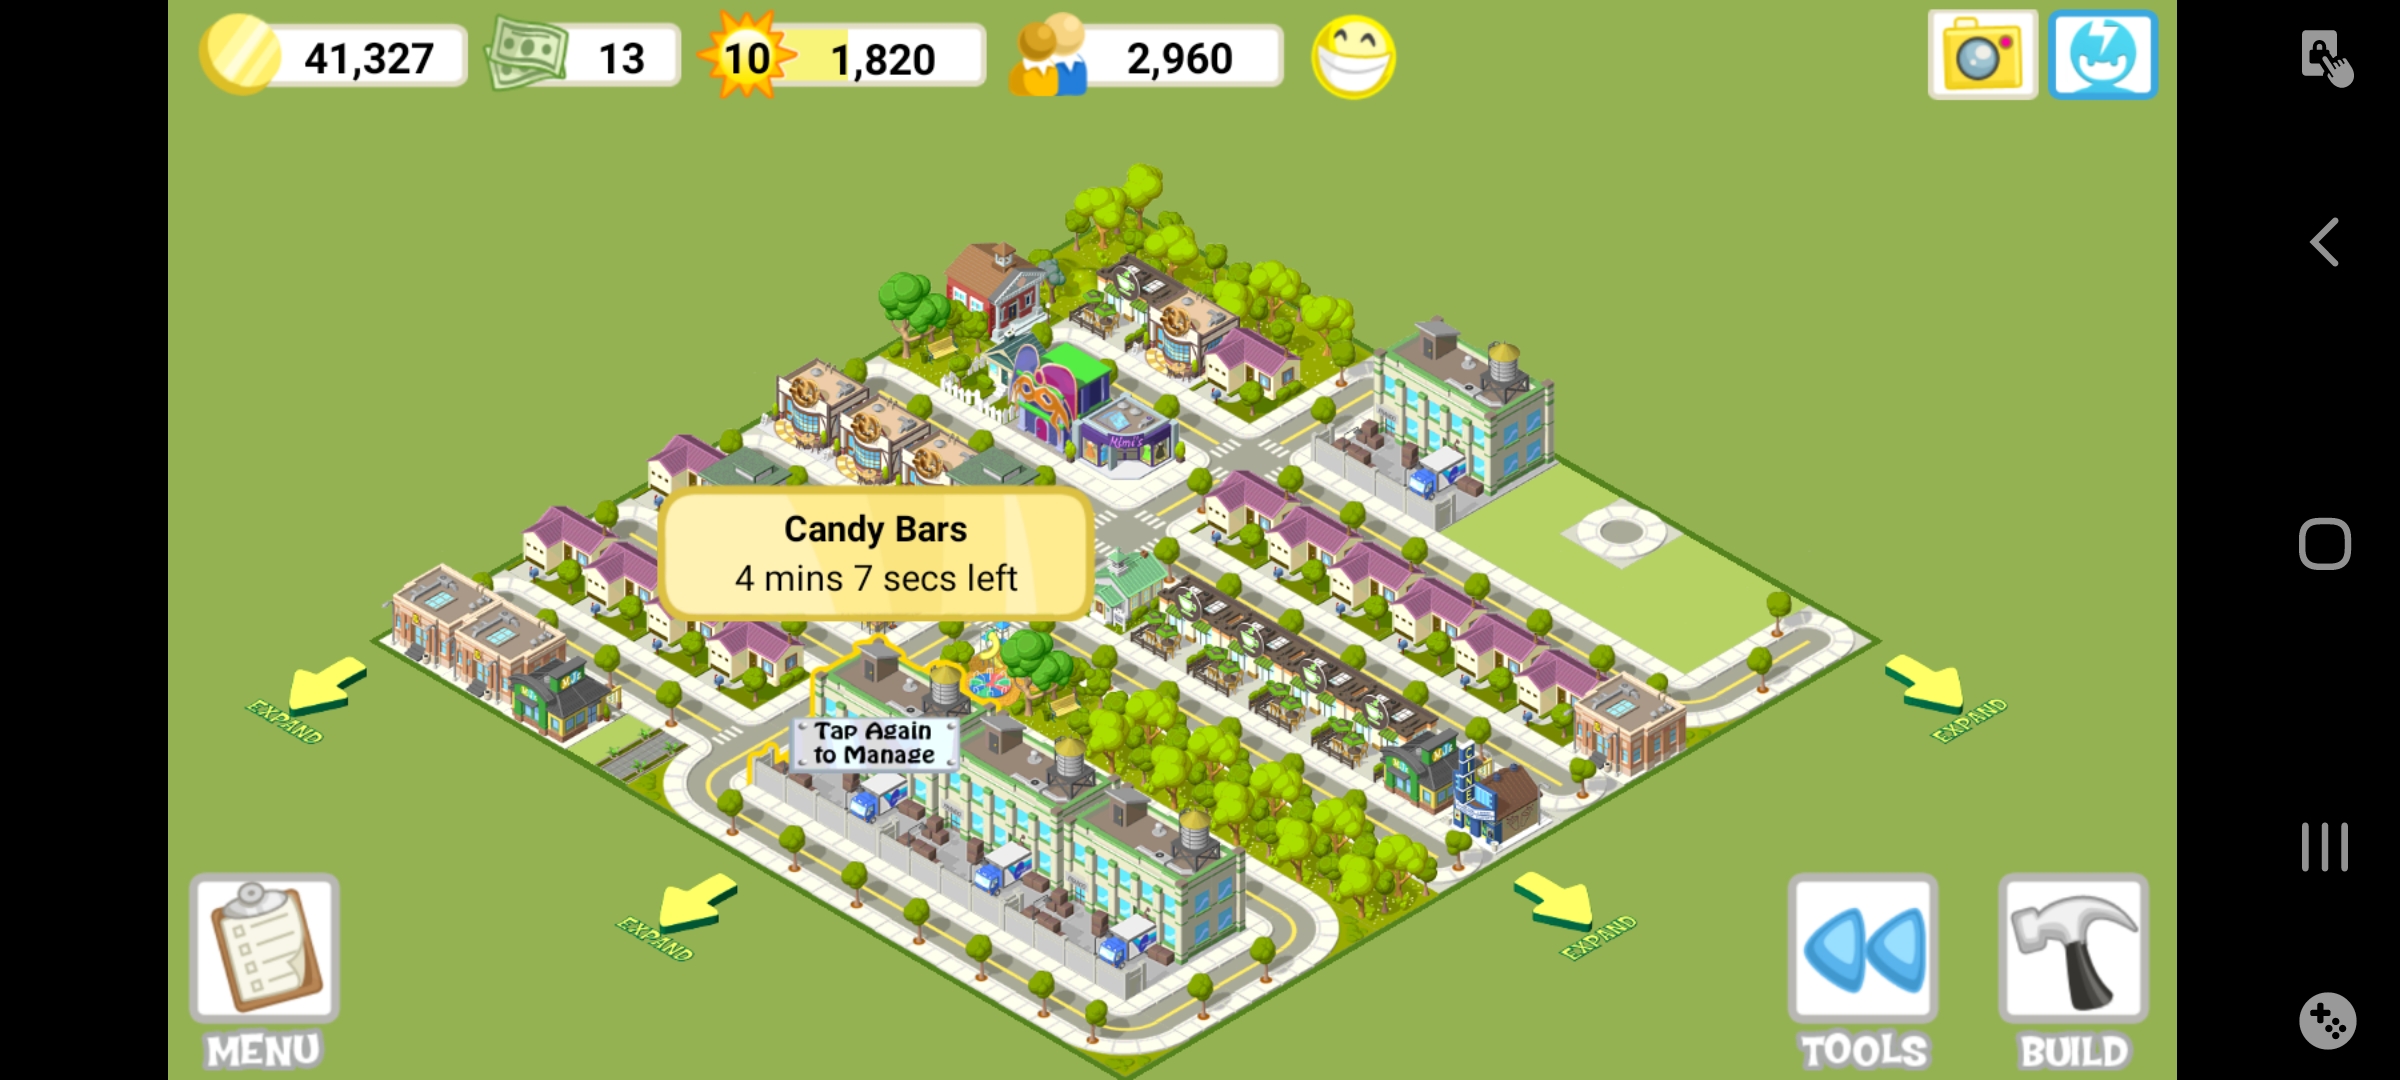 41,327
13
10
1,820
2,960
Mimi's
Candy Bars
4 mins 7 secs left
Tap Again
to Manage
EXPAND
EXPAND
EXPAND
EXPAND
MENU
TOOLS
BUILD